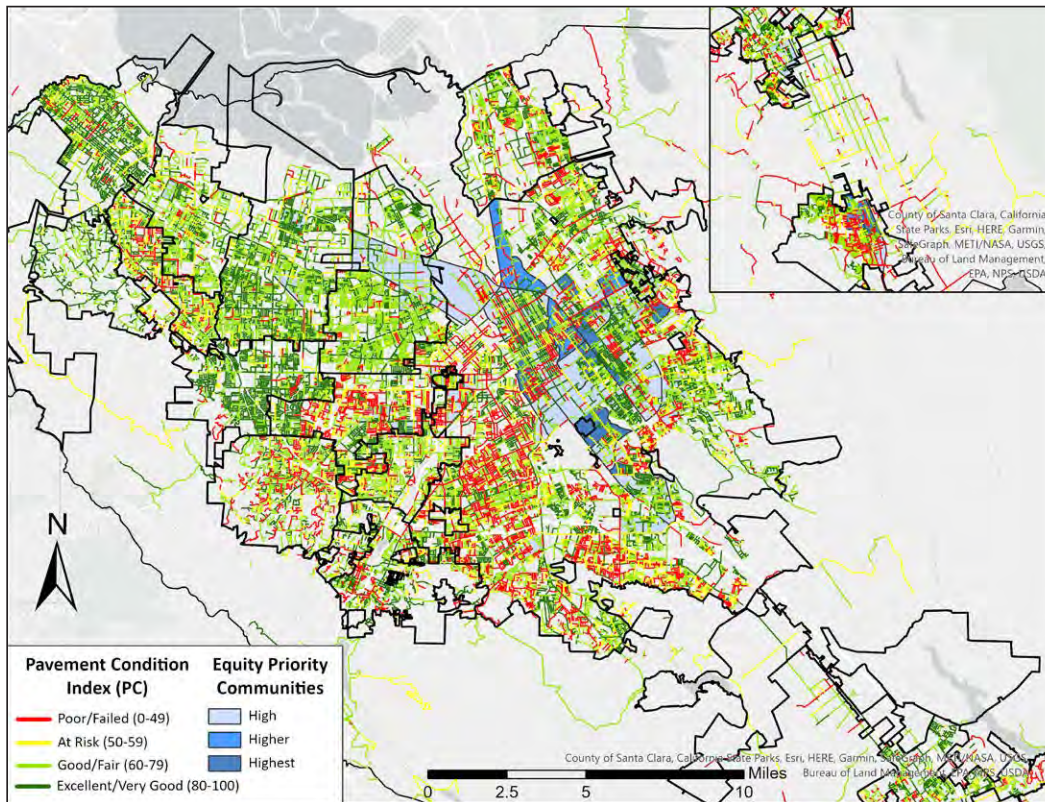 County of Santa Clara, California
State Parks, Esri, HERE, Garmin,
SafeGraph, METI/NASA, USGS,
Bureau of Land Management,
EPA, NPS, USDA
N
Pavement Condition
Index (PC)
Poor/Failed (0-49)
At Risk (50-59)
Good/Fair (60-79)
Excellent/Very Good (80-100)
Equity Priority
Communities
High
Higher
Highest
County of Santa Clara, California State Parks, Esri, HERE, Garmin, SafeGraph, METI/NASA, USGS,
Bureau of Land Management, EPA, NPS, USDA
Miles
0 2.5 5 10